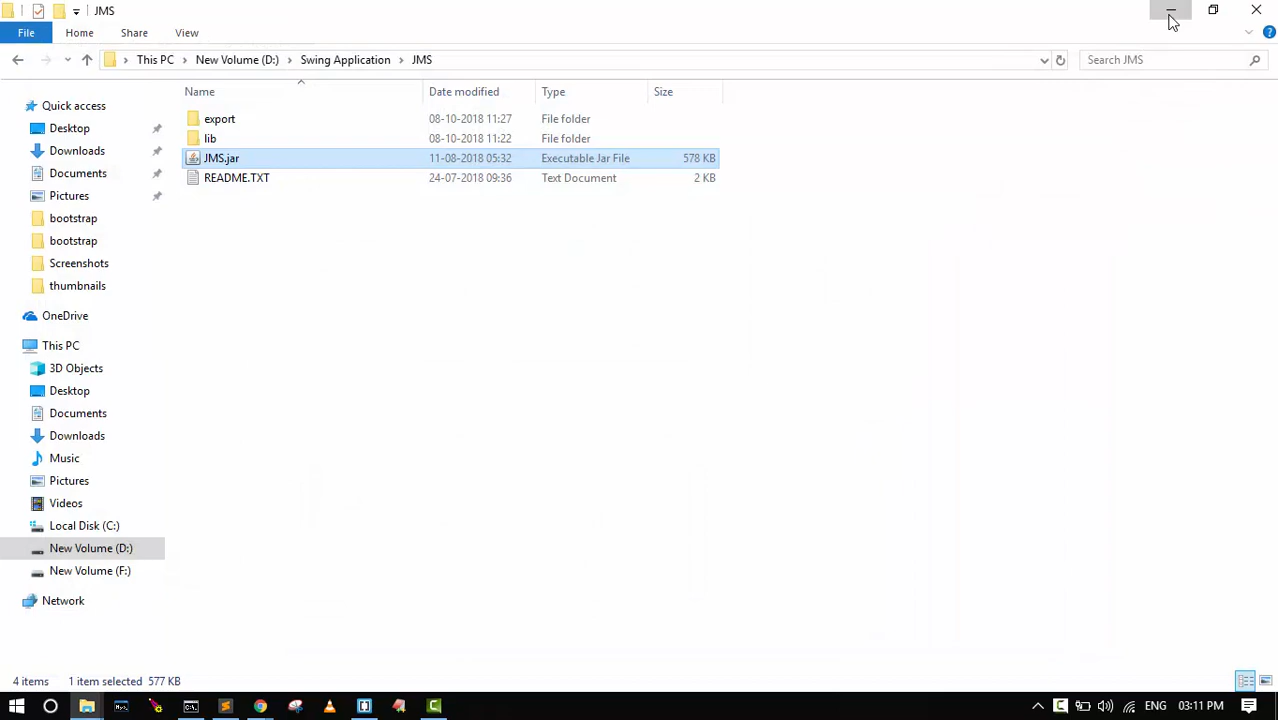 JMS
File Home Share View
This PC New Volume (D:) Swing Application JMS Search JMS
Name Date modified Type Size
export 08-10-2018 11:27 File folder
lib 08-10-2018 11:22 File folder
JMS.jar 11-08-2018 05:32 Executable Jar File 578 KB
README.TXT 24-07-2018 09:36 Text Document 2 KB
Quick access
Desktop
Downloads
Documents
Pictures
bootstrap
bootstrap
Screenshots
thumbnails
OneDrive
This PC
3D Objects
Desktop
Documents
Downloads
Music
Pictures
Videos
Local Disk (C:)
New Volume (D:)
New Volume (F:)
Network
4 items 1 item selected 577 KB
ENG 03:11 PM